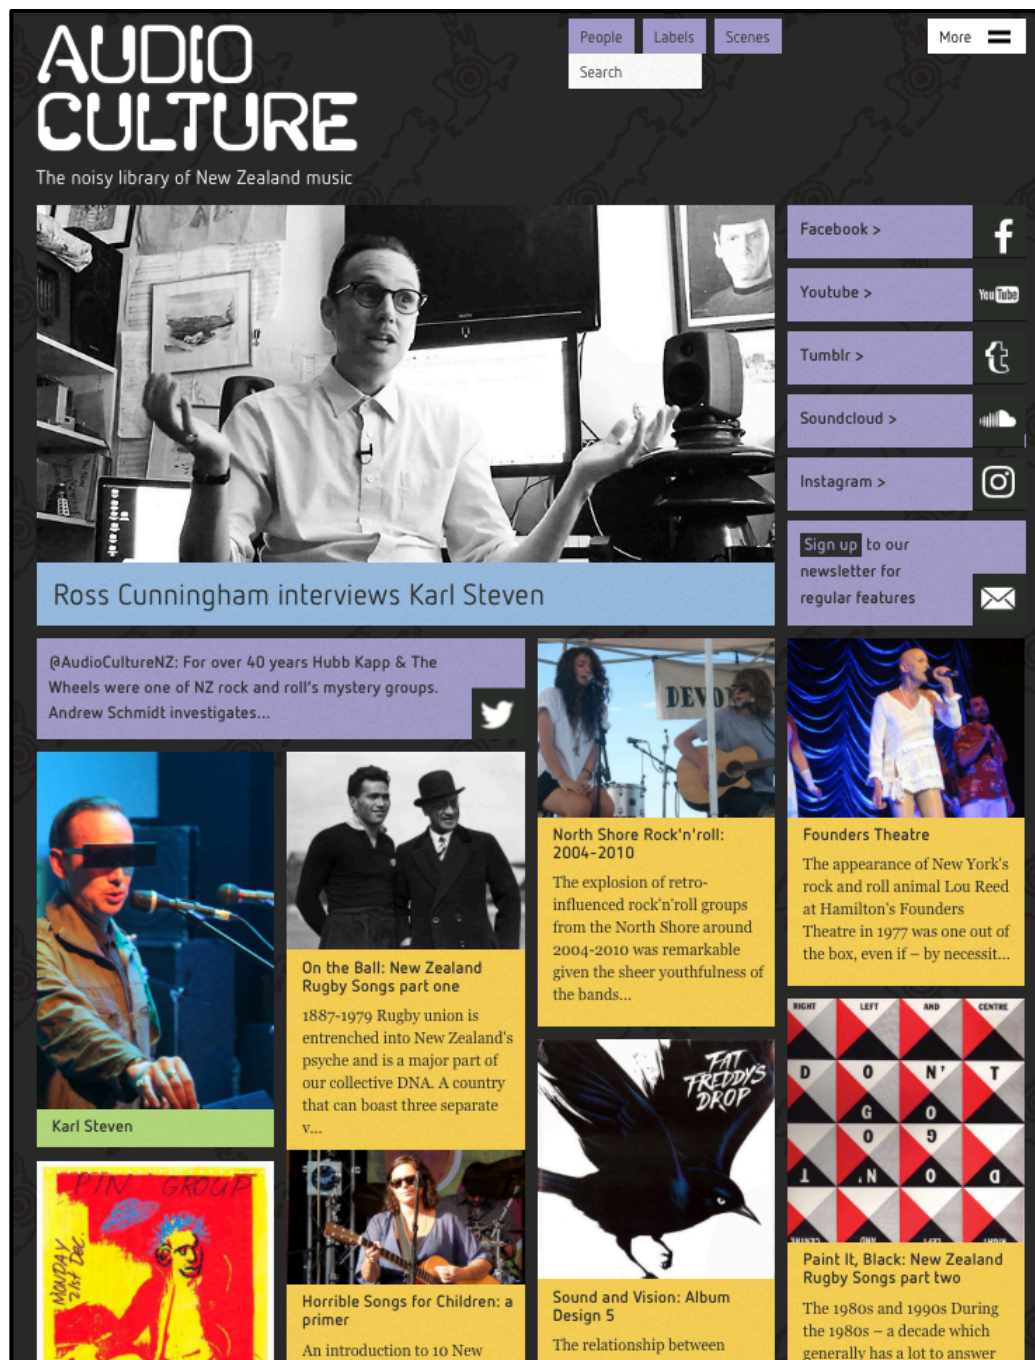 AUDIO
CULTURE
The noisy library of New Zealand music
People
Labels
Scenes
More
Search
Facebook >
Youtube >
You Tube
Tumblr >
Soundcloud >
Instagram >
Sign up to our
newsletter for
regular features
Ross Cunningham interviews Karl Steven
@AudioCultureNZ: For over 40 years Hubb Kapp & The
Wheels were one of NZ rock and roll's mystery groups.
Andrew Schmidt investigates...
Karl Steven
PIN GROUP
MONDAY
21st Dec.
On the Ball: New Zealand
Rugby Songs part one
1887-1979 Rugby union is
entrenched into New Zealand's
psyche and is a major part of
our collective DNA. A country
that can boast three separate
v...
Horrible Songs for Children: a
primer
An introduction to 10 New
DEVON
North Shore Rock'n'roll:
2004-2010
The explosion of retro-
influenced rock'n'roll groups
from the North Shore around
2004-2010 was remarkable
given the sheer youthfulness of
the bands...
FAT
FREDDY'S
DROP
Sound and Vision: Album
Design 5
The relationship between
Founders Theatre
The appearance of New York's
rock and roll animal Lou Reed
at Hamilton's Founders
Theatre in 1977 was one out of
the box, even if – by necessit...
RIGHT LEFT AND CENTRE
D O N' T
G O
O G
D O N' T
RIGHT LEFT AND CENTRE
Paint It, Black: New Zealand
Rugby Songs part two
The 1980s and 1990s During
the 1980s – a decade which
generally has a lot to answer